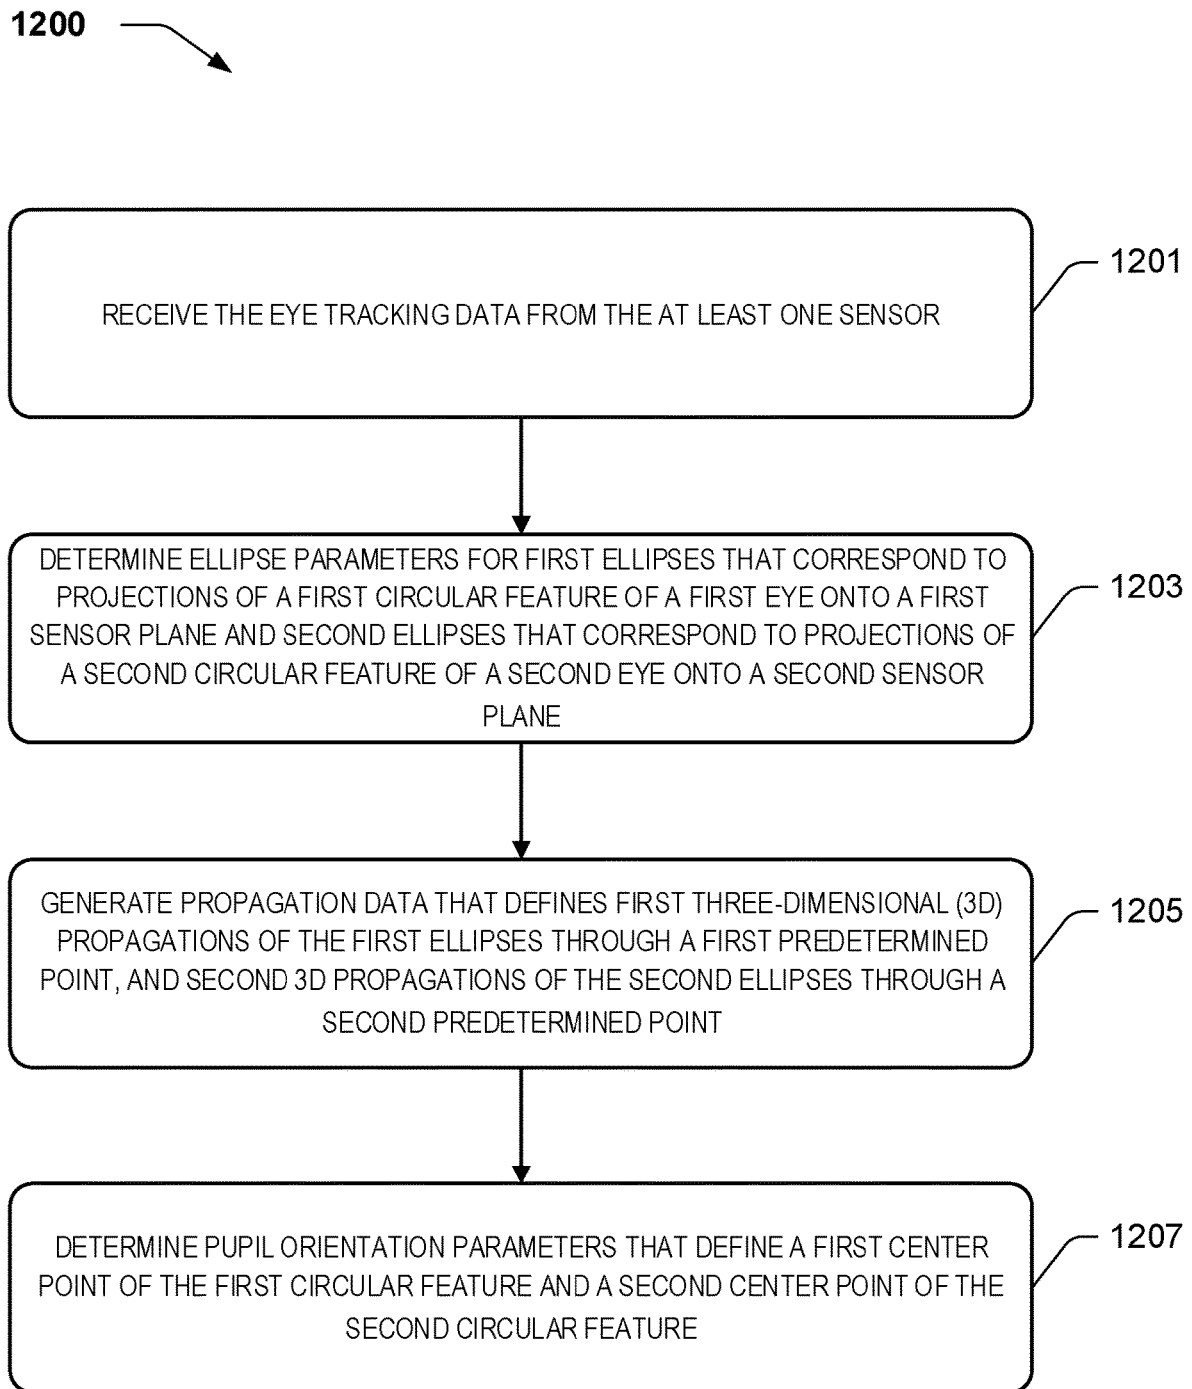 1200
RECEIVE THE EYE TRACKING DATA FROM THE AT LEAST ONE SENSOR
1201
DETERMINE ELLIPSE PARAMETERS FOR FIRST ELLIPSES THAT CORRESPOND TO
PROJECTIONS OF A FIRST CIRCULAR FEATURE OF A FIRST EYE ONTO A FIRST
SENSOR PLANE AND SECOND ELLIPSES THAT CORRESPOND TO PROJECTIONS OF
A SECOND CIRCULAR FEATURE OF A SECOND EYE ONTO A SECOND SENSOR
PLANE
1203
GENERATE PROPAGATION DATA THAT DEFINES FIRST THREE-DIMENSIONAL (3D)
PROPAGATIONS OF THE FIRST ELLIPSES THROUGH A FIRST PREDETERMINED
POINT, AND SECOND 3D PROPAGATIONS OF THE SECOND ELLIPSES THROUGH A
SECOND PREDETERMINED POINT
1205
DETERMINE PUPIL ORIENTATION PARAMETERS THAT DEFINE A FIRST CENTER
POINT OF THE FIRST CIRCULAR FEATURE AND A SECOND CENTER POINT OF THE
SECOND CIRCULAR FEATURE
1207